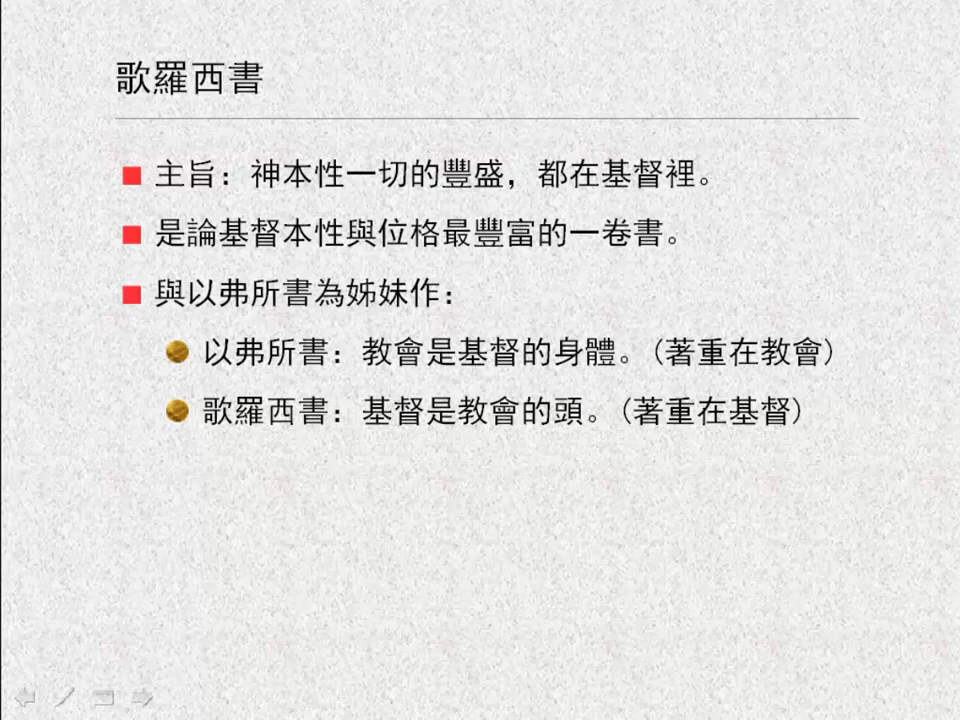 歌羅西書
主旨：神本性一切的豐盛，都在基督裡。
是論基督本性與位格最豐富的一卷書。
與以弗所書為姊妹作：
以弗所書：教會是基督的身體。(著重在教會)
歌羅西書：基督是教會的頭。(著重在基督)